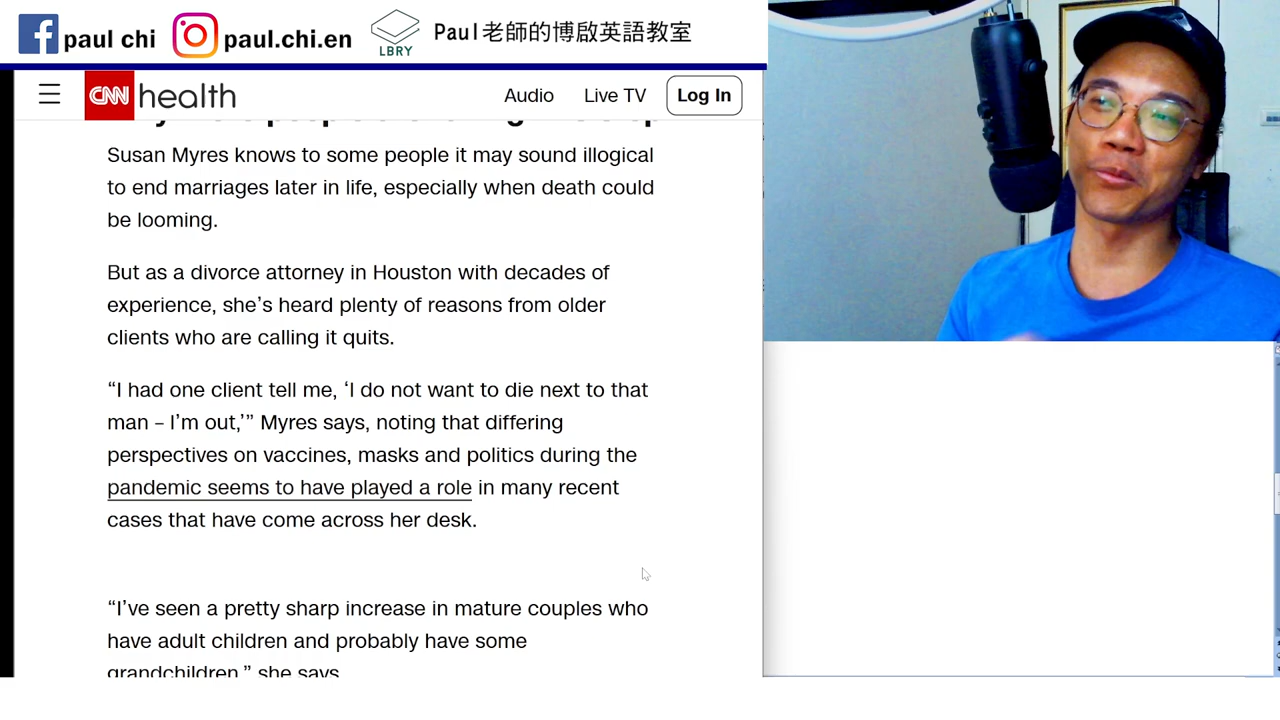 paul chi
paul.chi.en
LBRY
Paul老師的博啟英語教室
CNN health
Audio
Live TV
Log In
Susan Myres knows to some people it may sound illogical
to end marriages later in life, especially when death could
be looming.
But as a divorce attorney in Houston with decades of
experience, she’s heard plenty of reasons from older
clients who are calling it quits.
“I had one client tell me, ‘I do not want to die next to that
man – I’m out,’” Myres says, noting that differing
perspectives on vaccines, masks and politics during the
pandemic seems to have played a role in many recent
cases that have come across her desk.
“I’ve seen a pretty sharp increase in mature couples who
have adult children and probably have some
grandchildren,” she says.